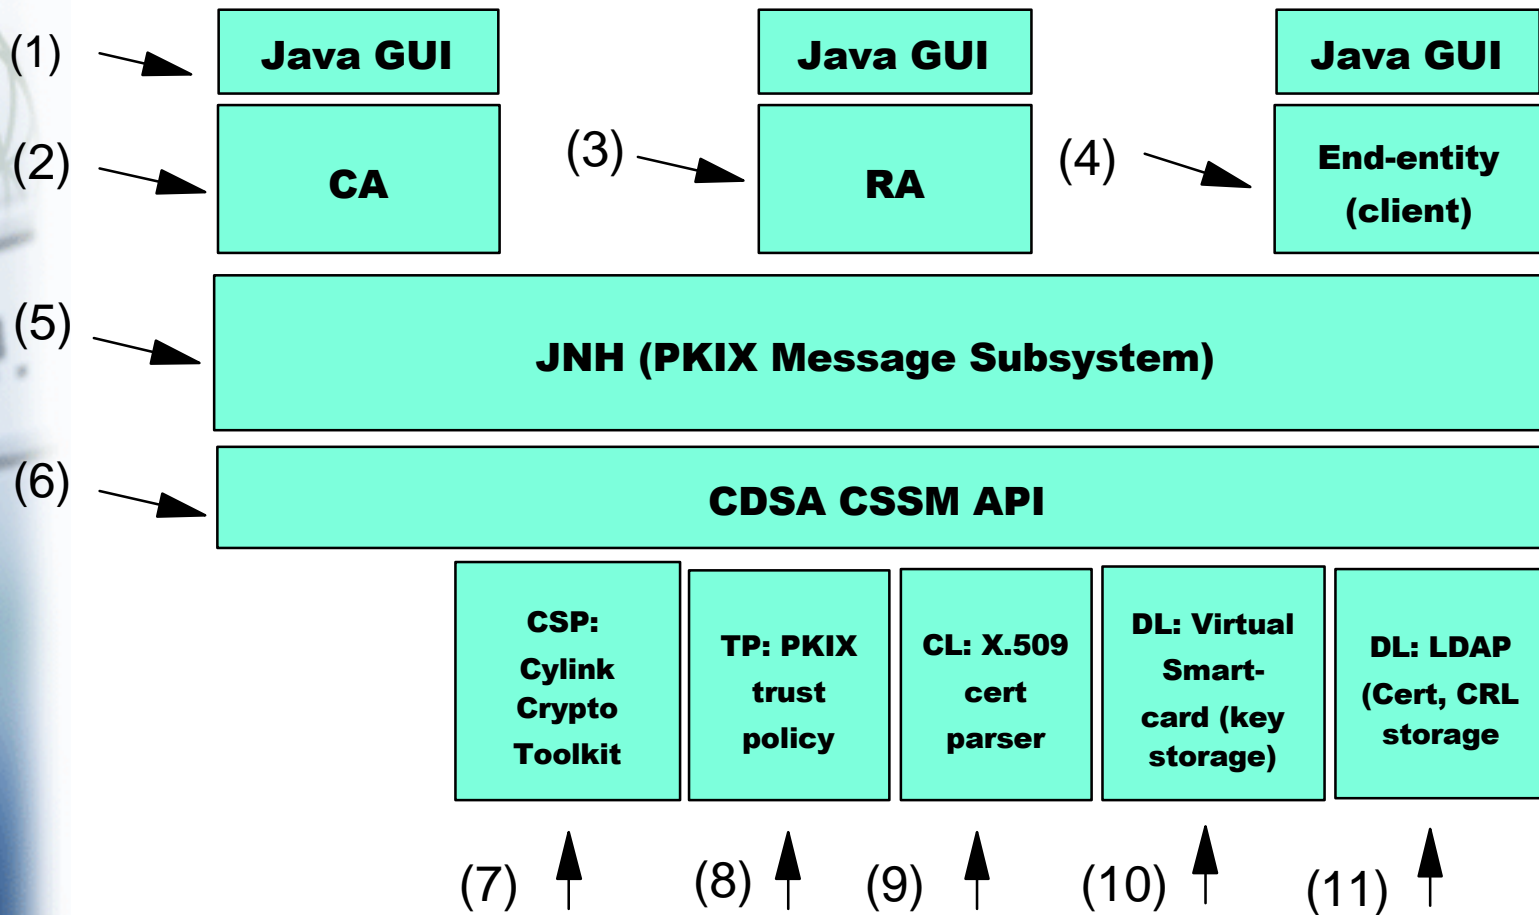 (1)
Java GUI
Java GUI
Java GUI
(2)
CA
(3)
RA
(4)
End-entity
(client)
(5)
JNH (PKIX Message Subsystem)
(6)
CDSA CSSM API
CSP:
Cylink
Crypto
Toolkit
TP: PKIX
trust
policy
CL: X.509
cert
parser
DL: Virtual
Smart-
card (key
storage)
DL: LDAP
(Cert, CRL
storage
(7)
(8)
(9)
(10)
(11)